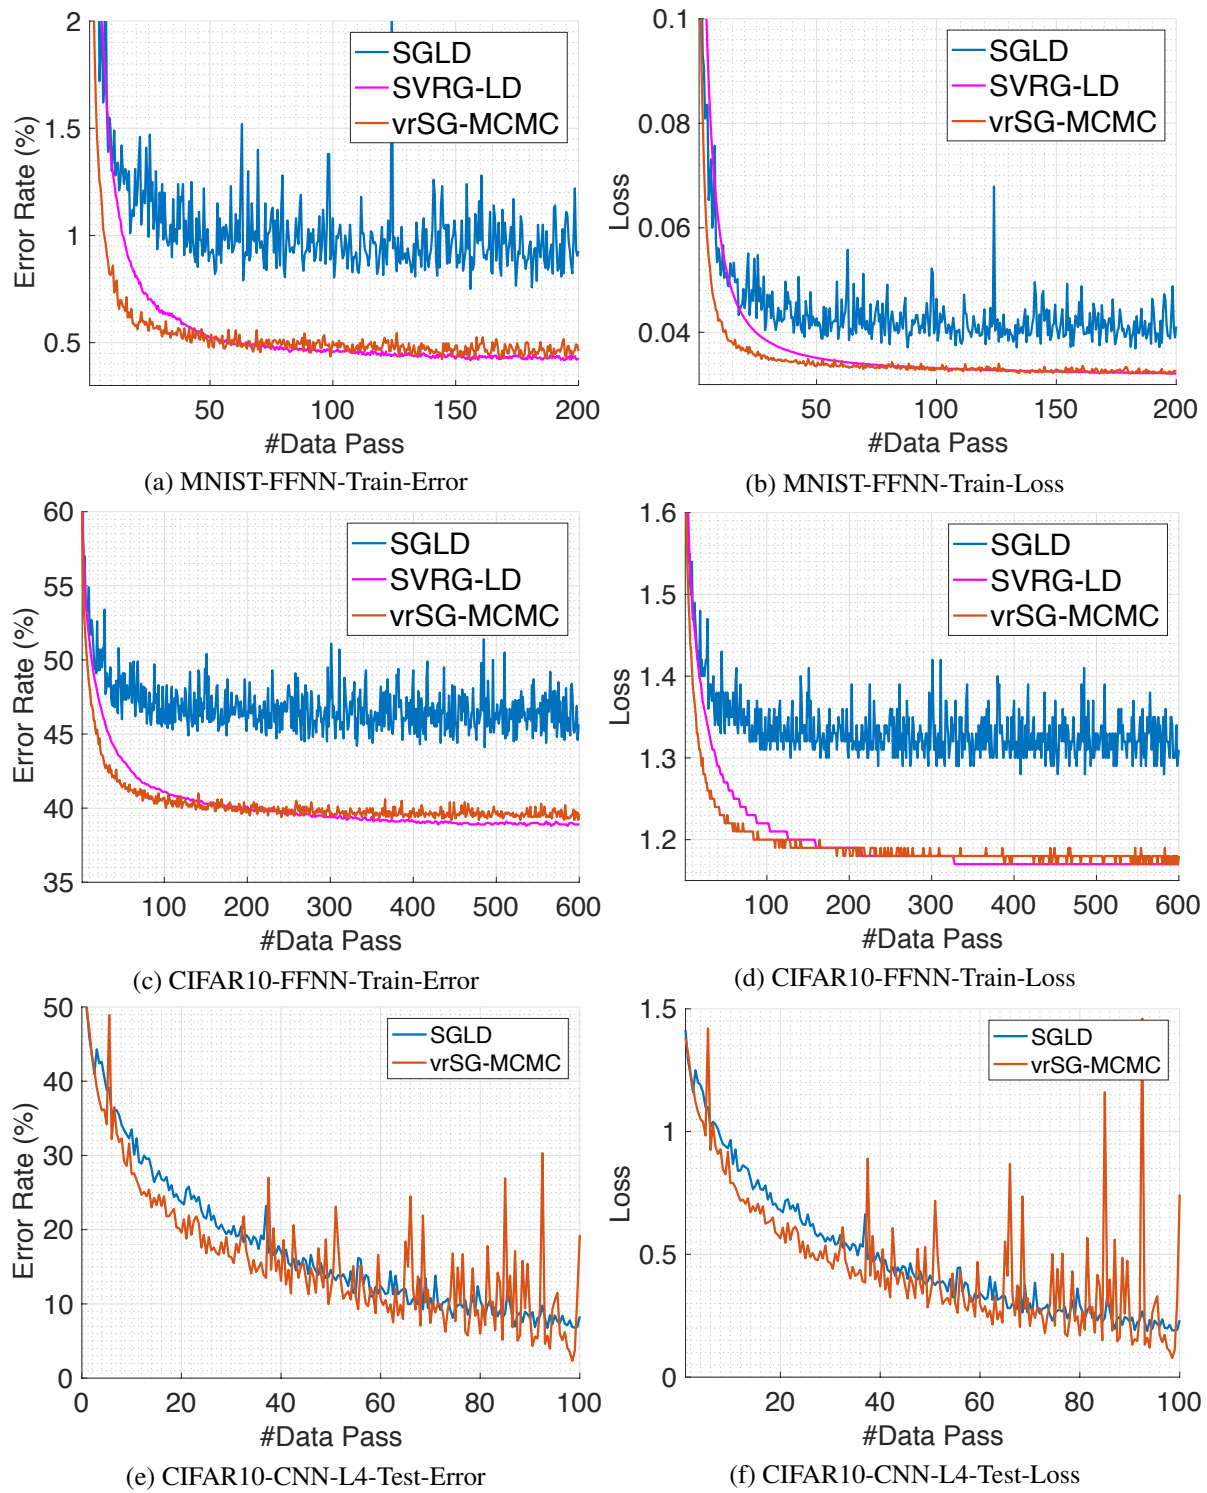 2
1.5
1
0.5
Error Rate (%)
SGLD
SVRG-LD
vrSG-MCMC
50
100
150
200
#Data Pass
(a) MNIST-FFNN-Train-Error
0.1
0.08
0.06
0.04
Loss
SGLD
SVRG-LD
vrSG-MCMC
50
100
150
200
#Data Pass
(b) MNIST-FFNN-Train-Loss
60
55
50
45
40
35
Error Rate (%)
SGLD
SVRG-LD
vrSG-MCMC
100
200
300
400
500
600
#Data Pass
(c) CIFAR10-FFNN-Train-Error
1.6
1.5
1.4
1.3
1.2
Loss
SGLD
SVRG-LD
vrSG-MCMC
100
200
300
400
500
600
#Data Pass
(d) CIFAR10-FFNN-Train-Loss
50
40
30
20
10
0
Error Rate (%)
SGLD
vrSG-MCMC
0
20
40
60
80
100
#Data Pass
(e) CIFAR10-CNN-L4-Test-Error
1.5
1
0.5
0
Loss
SGLD
vrSG-MCMC
20
40
60
80
100
#Data Pass
(f) CIFAR10-CNN-L4-Test-Loss